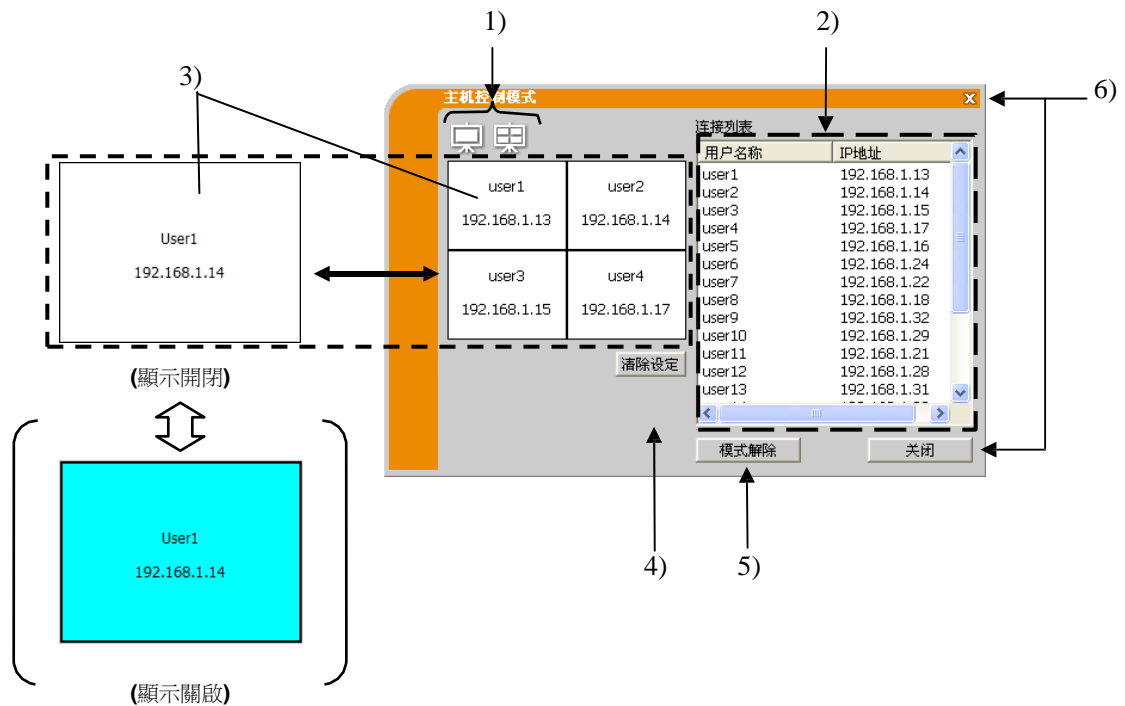 1)
2)
3)
6)
主机控制模式
x
连接列表
用户名称 IP地址
user1 192.168.1.13
user2 192.168.1.14
user3 192.168.1.15
user4 192.168.1.17
user5 192.168.1.16
user6 192.168.1.24
user7 192.168.1.22
user8 192.168.1.18
user9 192.168.1.32
user10 192.168.1.29
user11 192.168.1.21
user12 192.168.1.28
user13 192.168.1.31
user1 user2
192.168.1.13 192.168.1.14
user3 user4
192.168.1.15 192.168.1.17
清除设定
模式解除
关闭
User1
192.168.1.14
(顯示開閉)
User1
192.168.1.14
(顯示關啟)
4)
5)